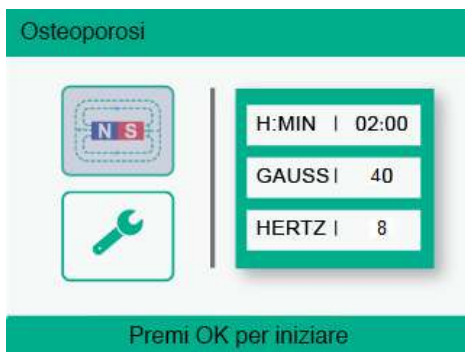 Osteoporosi
N S
H:MIN | 02:00
GAUSS | 40
HERTZ | 8
Premi OK per iniziare